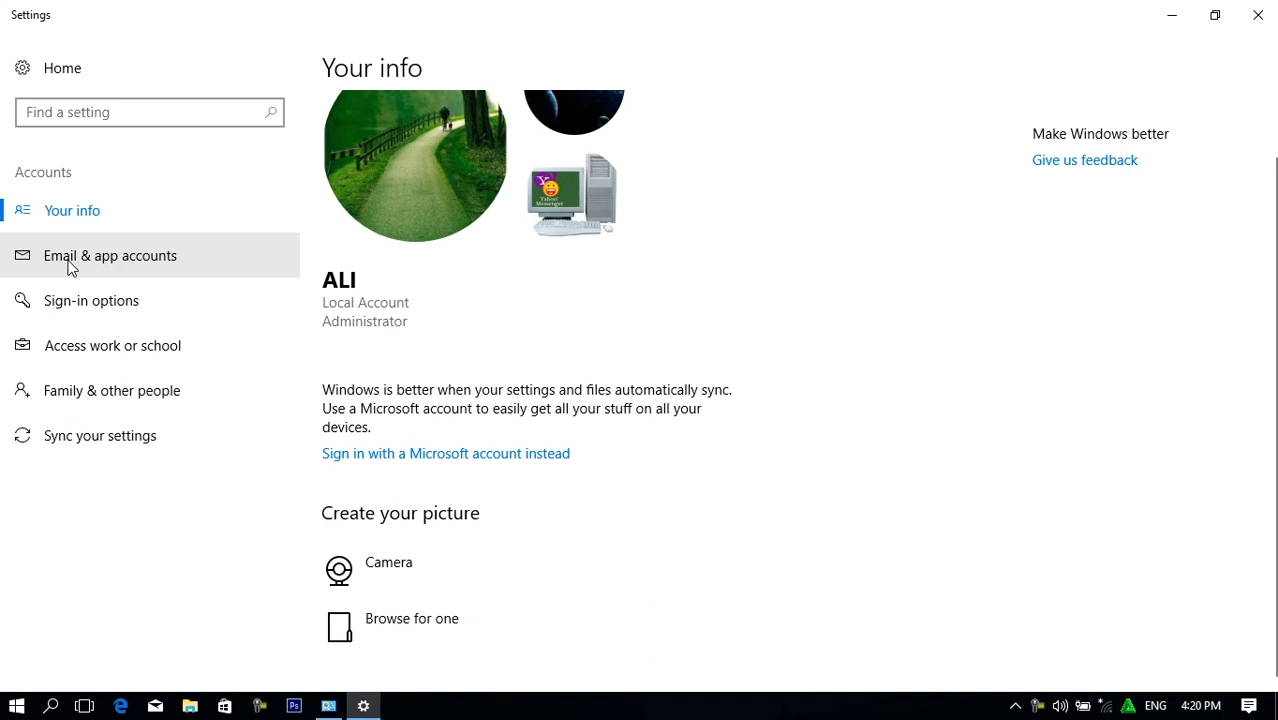 Settings
Home
Find a setting
Accounts
Your info
Email & app accounts
Sign-in options
Access work or school
Family & other people
Sync your settings
Your info
Yahoo!
Messenger
ALI
Local Account
Administrator
Windows is better when your settings and files automatically sync.
Use a Microsoft account to easily get all your stuff on all your
devices.
Sign in with a Microsoft account instead
Create your picture
Camera
Browse for one
Make Windows better
Give us feedback
Ps
ENG
4:20 PM